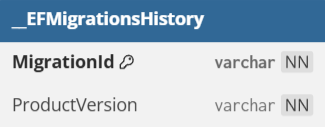 __EFMigrationsHistory
MigrationId varchar NN
ProductVersion varchar NN